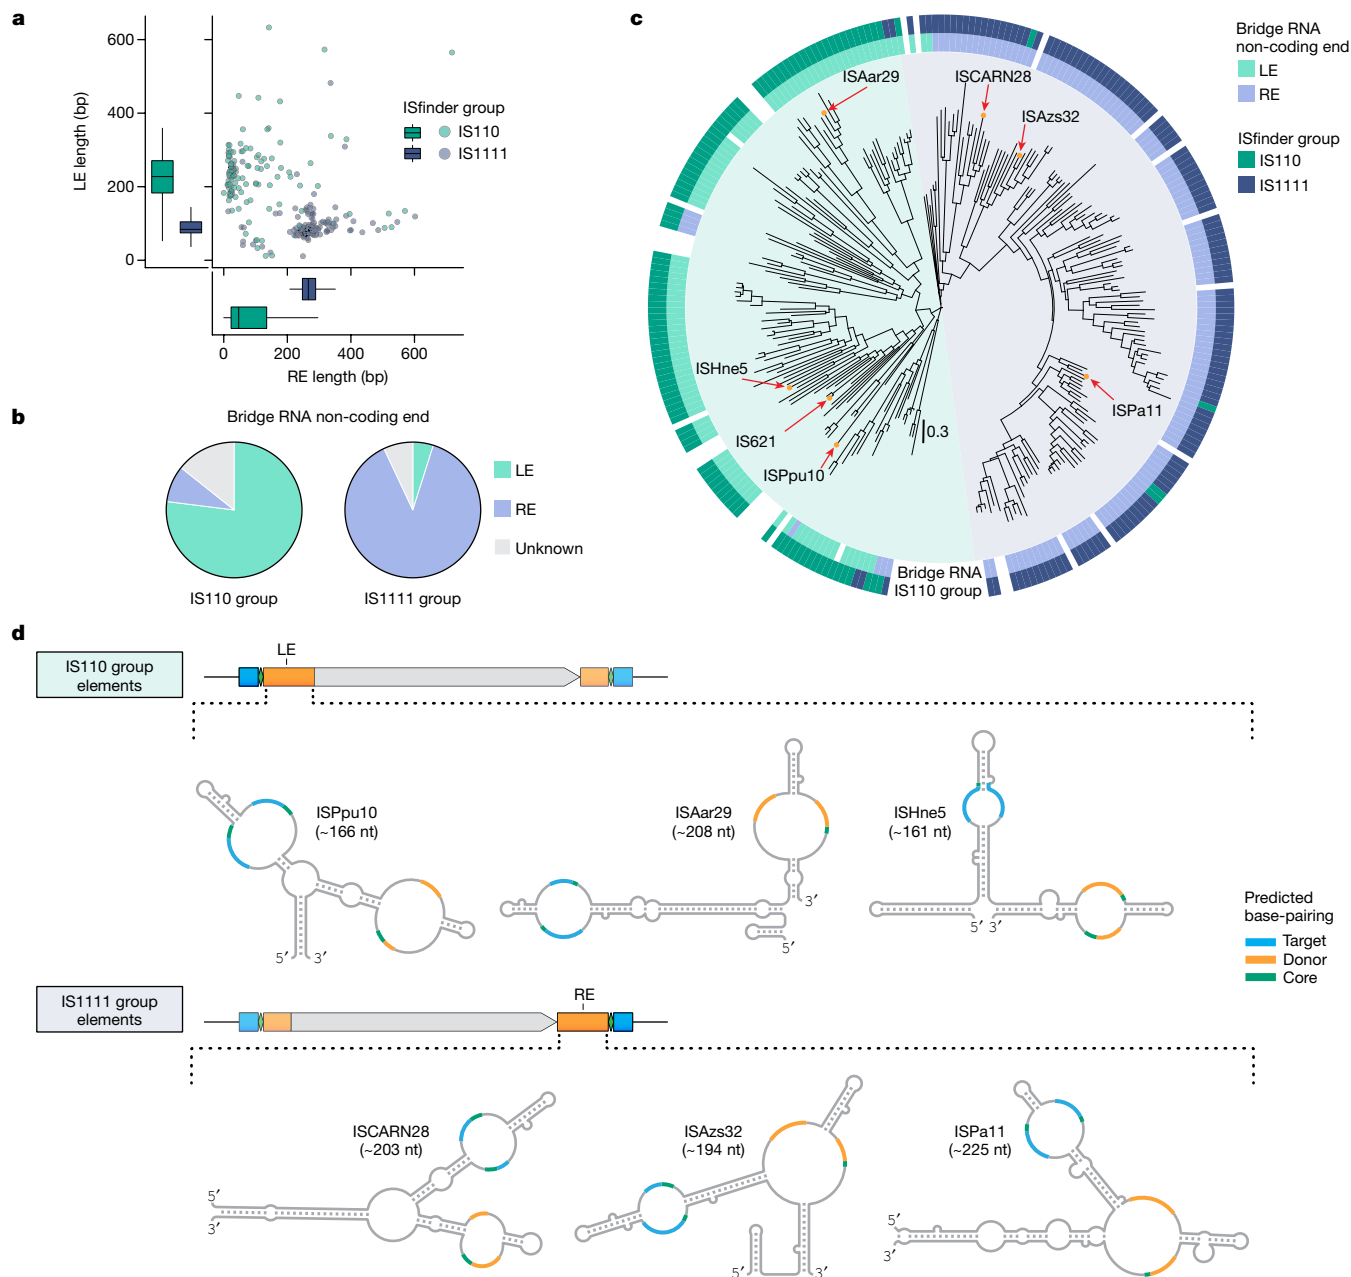 a
600
400
200
0
LE length (bp)
ISfinder group
IS110
IS1111
0
200
400
600
RE length (bp)
b
Bridge RNA non-coding end
LE
RE
Unknown
IS110 group
IS1111 group
c
Bridge RNA
non-coding end
LE
RE
ISfinder group
IS110
IS1111
ISAar29
ISCARN28
ISAzs32
ISHne5
IS621
ISPpu10
ISPa11
0.3
Bridge RNA
IS110 group
d
IS110 group
elements
LE
ISPpu10
(~166 nt)
5′
3′
ISAar29
(~208 nt)
3′
5′
ISHne5
(~161 nt)
5′ 3′
Predicted
base-pairing
Target
Donor
Core
IS1111 group
elements
RE
ISCARN28
(~203 nt)
5′
3′
ISAzs32
(~194 nt)
5′
3′
ISPa11
(~225 nt)
5′
3′